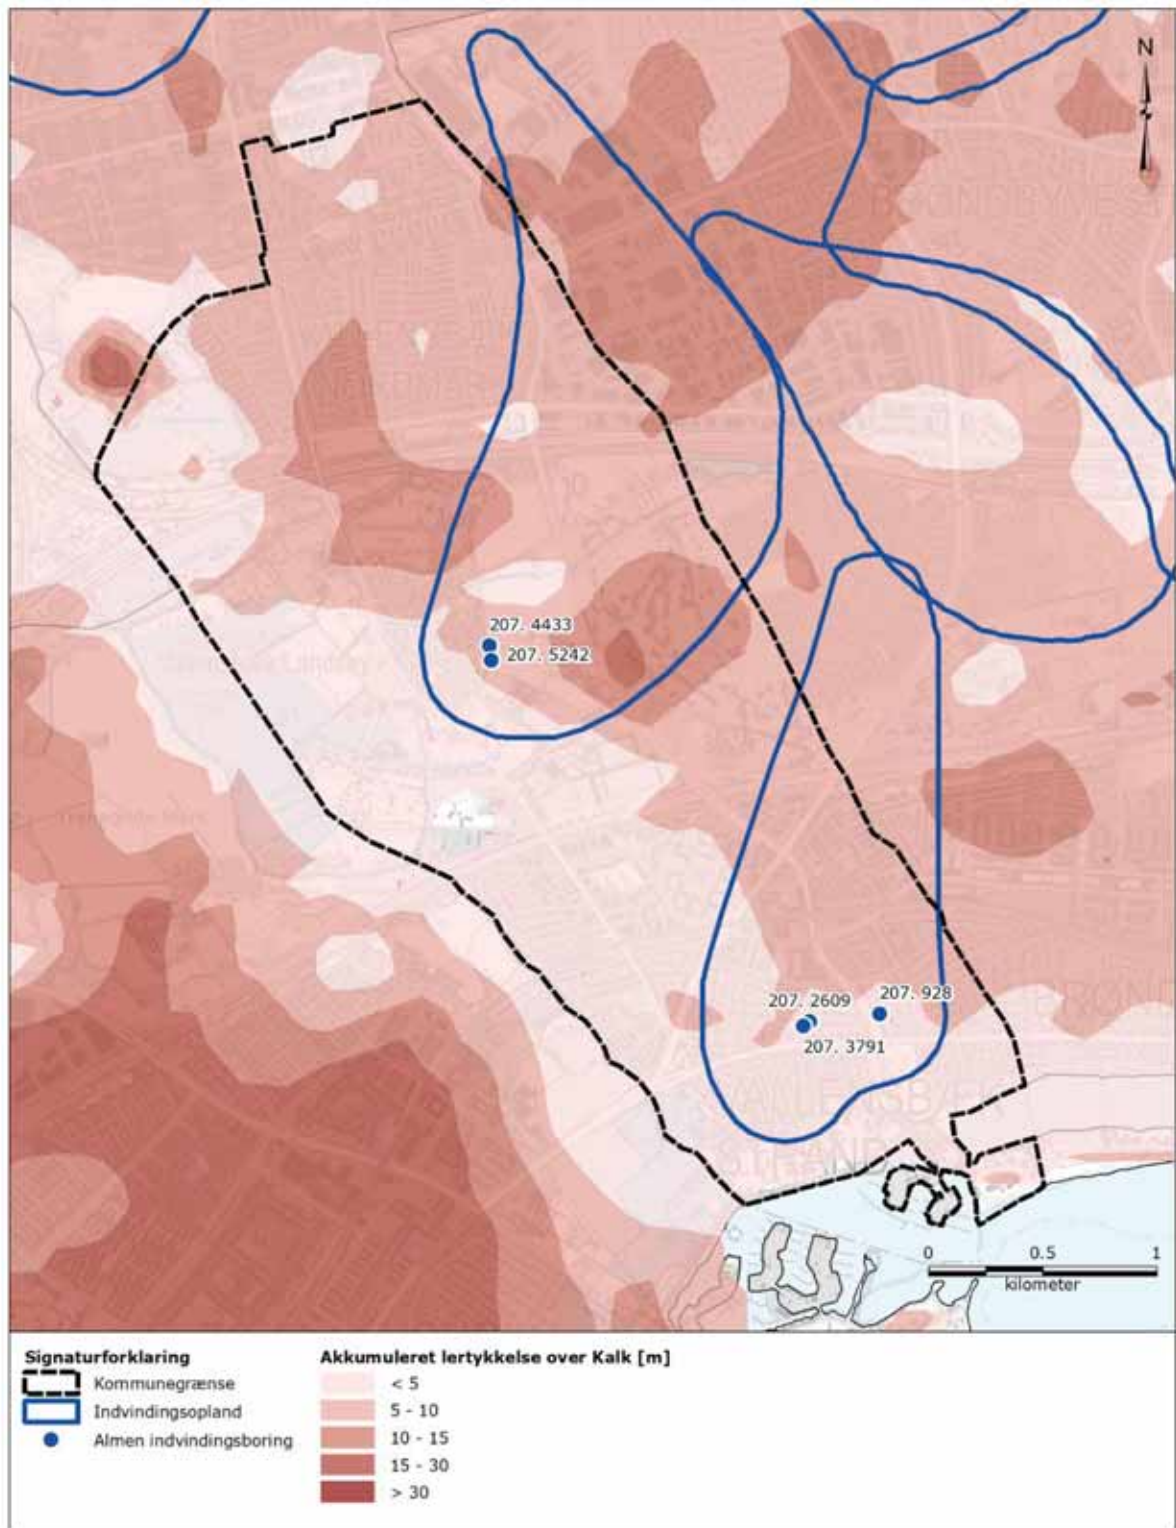 N
207. 4433
207. 5242
207. 2609
207. 928
207. 3791
STRAND
0 0.5 1
kilometer
Signaturforklaring
Kommunegrænse
Indvindingsopland
Almen indvindingsboring
Akkumuleret lertykkelse over Kalk [m]
< 5
5 - 10
10 - 15
15 - 30
> 30